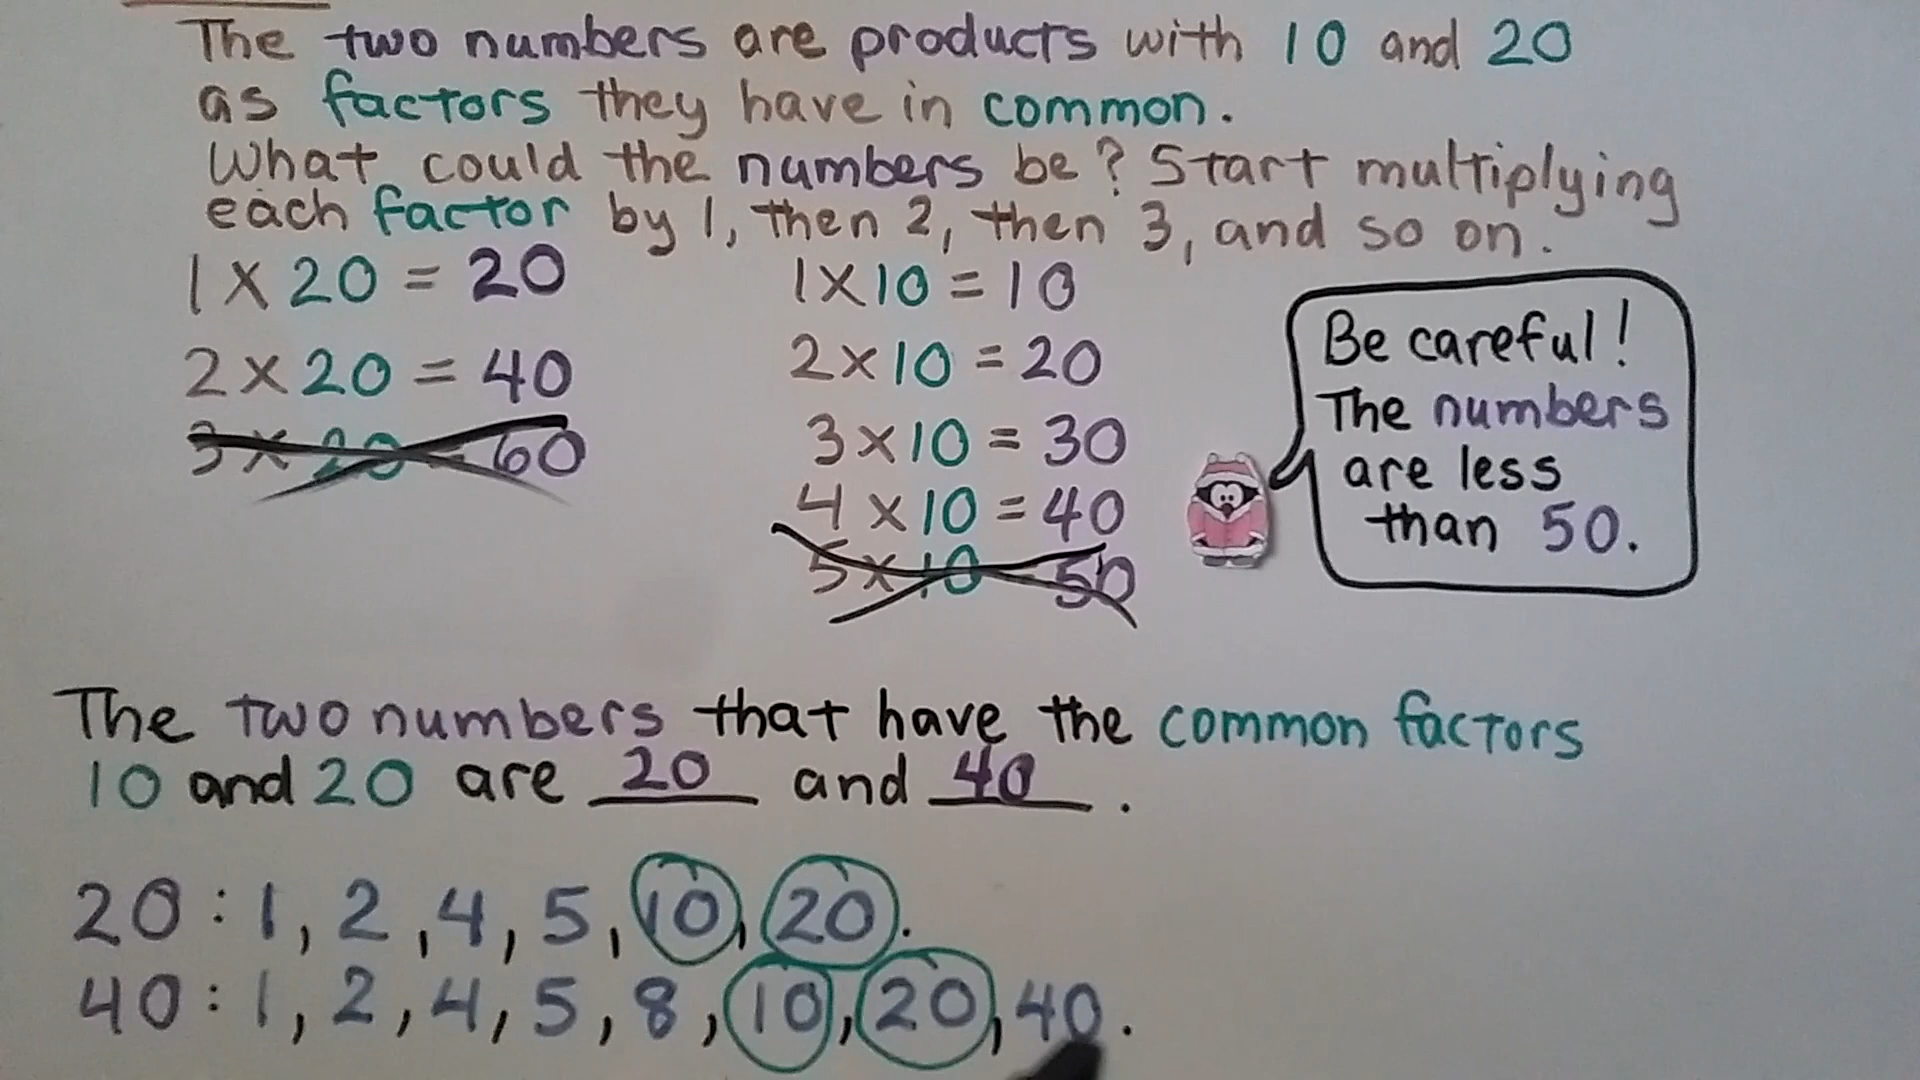 The two numbers are products with 10 and 20
as factors they have in common.
What could the numbers be? Start multiplying
each factor by 1, then 2, then 3, and so on.
1 x 20 = 20
2 x 20 = 40
3 x 20 = 60
1 x 10 = 10
2 x 10 = 20
3 x 10 = 30
4 x 10 = 40
5 x 10 = 50
Be careful!
The numbers
are less
than 50.
The two numbers that have the common factors
10 and 20 are 20 and 40.
20: 1, 2, 4, 5, 10, 20.
40: 1, 2, 4, 5, 8, 10, 20, 40.